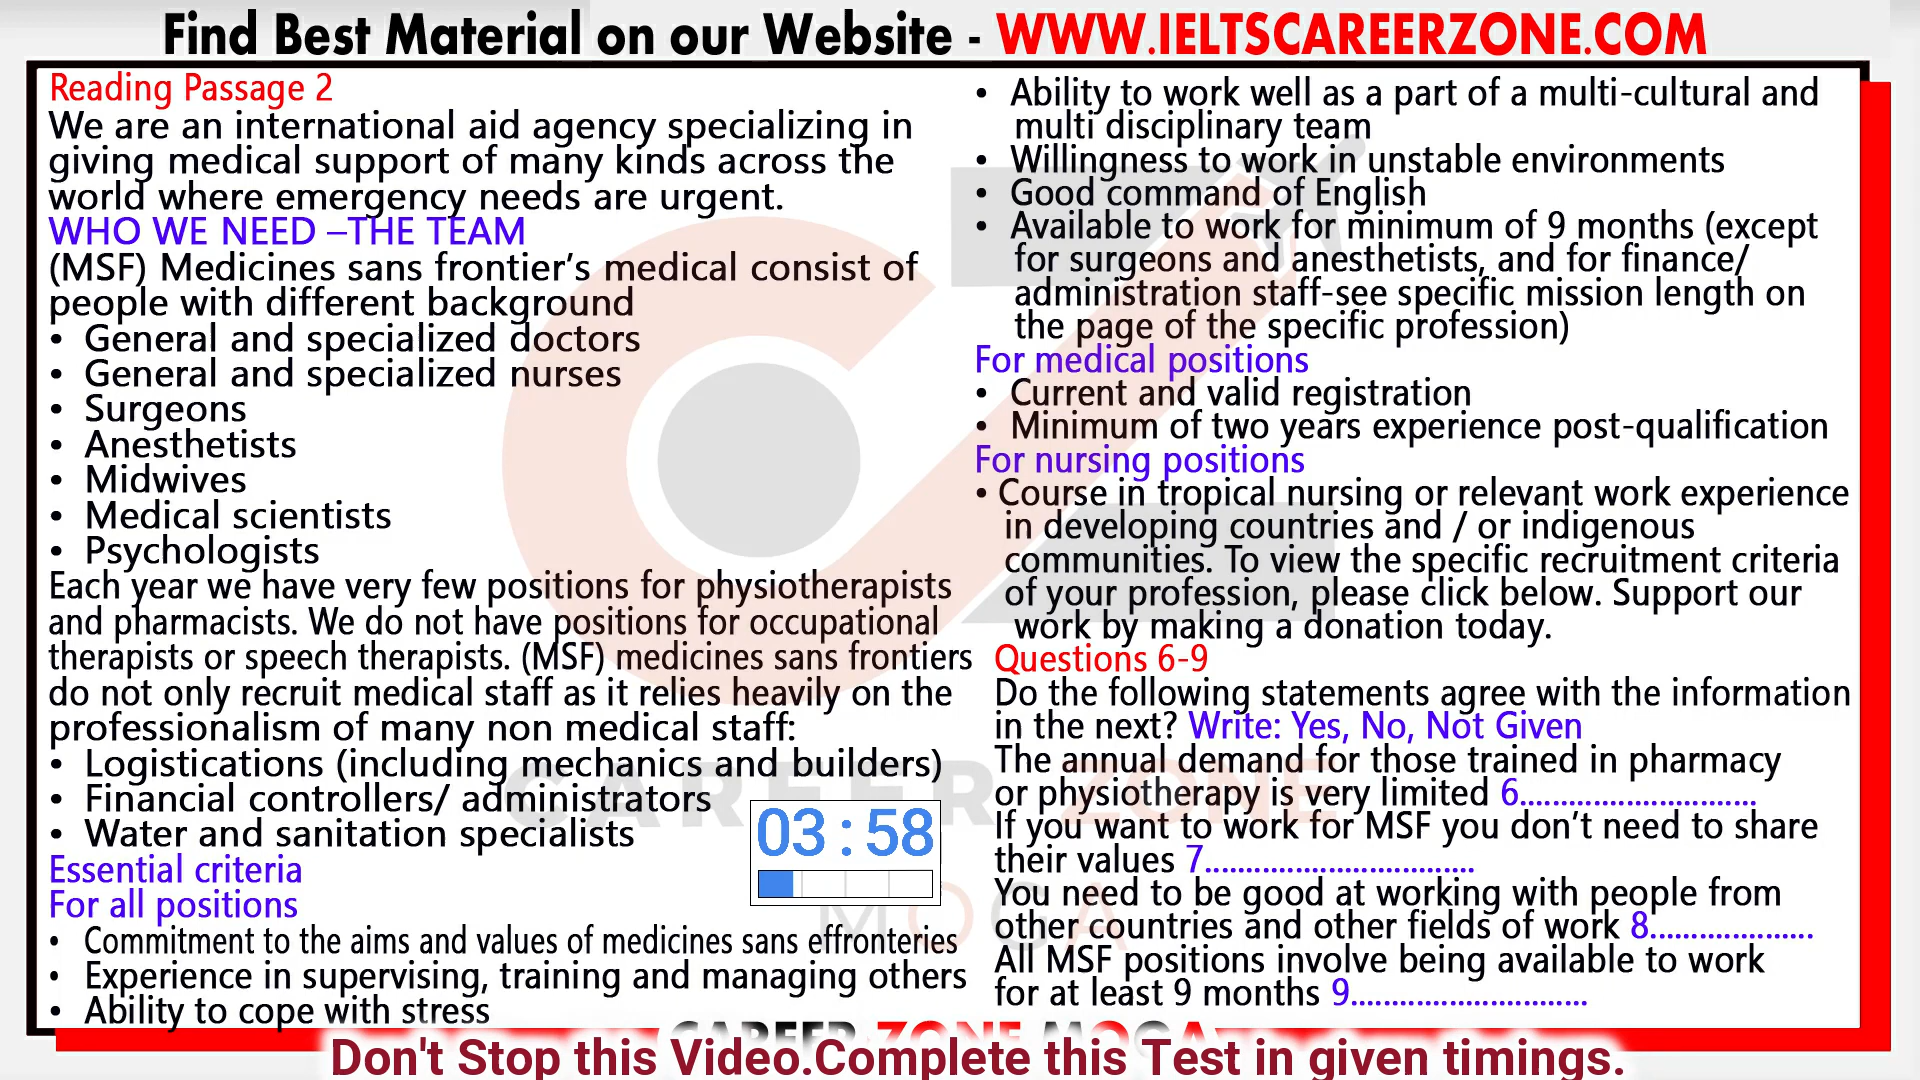 Find Best Material on our Website - WWW.IELTSCAREERZONE.COM
Reading Passage 2
We are an international aid agency specializing in
giving medical support of many kinds across the
world where emergency needs are urgent.
WHO WE NEED –THE TEAM
(MSF) Medicines sans frontier’s medical consist of
people with different background
• General and specialized doctors
• General and specialized nurses
• Surgeons
• Anesthetists
• Midwives
• Medical scientists
• Psychologists
Each year we have very few positions for physiotherapists
and pharmacists. We do not have positions for occupational
therapists or speech therapists. (MSF) medicines sans frontiers
do not only recruit medical staff as it relies heavily on the
professionalism of many non medical staff:
• Logistications (including mechanics and builders)
• Financial controllers/ administrators
• Water and sanitation specialists
Essential criteria
For all positions
• Commitment to the aims and values of medicines sans effronteries
• Experience in supervising, training and managing others
• Ability to cope with stress
03:58
• Ability to work well as a part of a multi-cultural and
multi disciplinary team
• Willingness to work in unstable environments
• Good command of English
• Available to work for minimum of 9 months (except
for surgeons and anesthetists, and for finance/
administration staff-see specific mission length on
the page of the specific profession)
For medical positions
• Current and valid registration
• Minimum of two years experience post-qualification
For nursing positions
• Course in tropical nursing or relevant work experience
in developing countries and / or indigenous
communities. To view the specific recruitment criteria
of your profession, please click below. Support our
work by making a donation today.
Questions 6-9
Do the following statements agree with the information
in the next? Write: Yes, No, Not Given
The annual demand for those trained in pharmacy
or physiotherapy is very limited 6.............................
If you want to work for MSF you don’t need to share
their values 7.................................
You need to be good at working with people from
other countries and other fields of work 8....................
All MSF positions involve being available to work
for at least 9 months 9.............................
CAREER ZONE
MOGA
CAREER ZONE MOGA
Don't Stop this Video.Complete this Test in given timings.